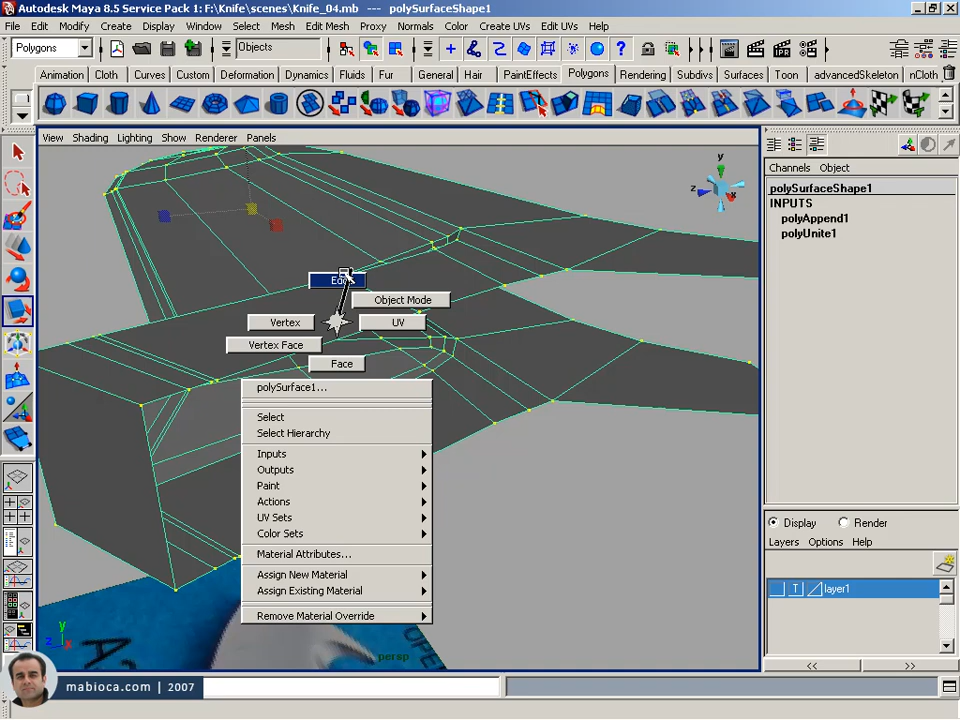 Autodesk Maya 8.5 Service Pack 1: F:\Knife\scenes\Knife_04.mb --- polySurfaceShape1
File Edit Modify Create Display Window Select Mesh Edit Mesh Proxy Normals Color Create UVs Edit UVs Help
Polygons Objects
Animation Cloth Curves Custom Deformation Dynamics Fluids Fur General Hair PaintEffects Polygons Rendering Subdivs Surfaces Toon advancedSkeleton nCloth
View Shading Lighting Show Renderer Panels
Channels Object
polySurfaceShape1
INPUTS
polyAppend1
polyUnite1
y
z
x
Object Mode
Vertex
UV
Vertex Face
Face
polySurface1...
Select
Select Hierarchy
Inputs
Outputs
Paint
Actions
UV Sets
Color Sets
Material Attributes...
Assign New Material
Assign Existing Material
Remove Material Override
Display Render
Layers Options Help
T layer1
<< >>
y
z x
persp
mabioca.com | 2007